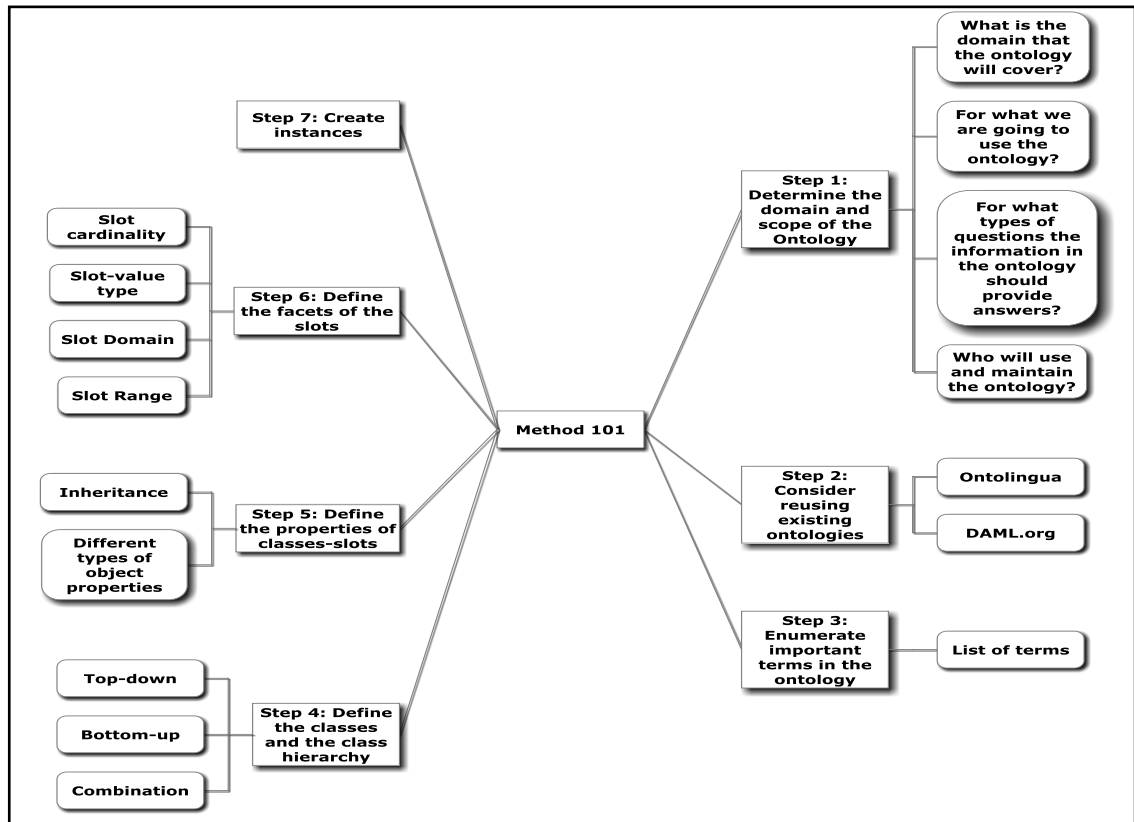 Method 101
Step 1:
Determine the
domain and
scope of the
Ontology
What is the
domain that
the ontology
will cover?
For what we
are going to
use the
ontology?
For what
types of
questions the
information in
the ontology
should
provide
answers?
Who will use
and maintain
the ontology?
Step 2:
Consider
reusing
existing
ontologies
Ontolingua
DAML.org
Step 3:
Enumerate
important
terms in the
ontology
List of terms
Step 4: Define
the classes
and the class
hierarchy
Top-down
Bottom-up
Combination
Step 5: Define
the properties of
classes-slots
Inheritance
Different
types of
object
properties
Step 6: Define
the facets of the
slots
Slot
cardinality
Slot-value
type
Slot Domain
Slot Range
Step 7: Create
instances